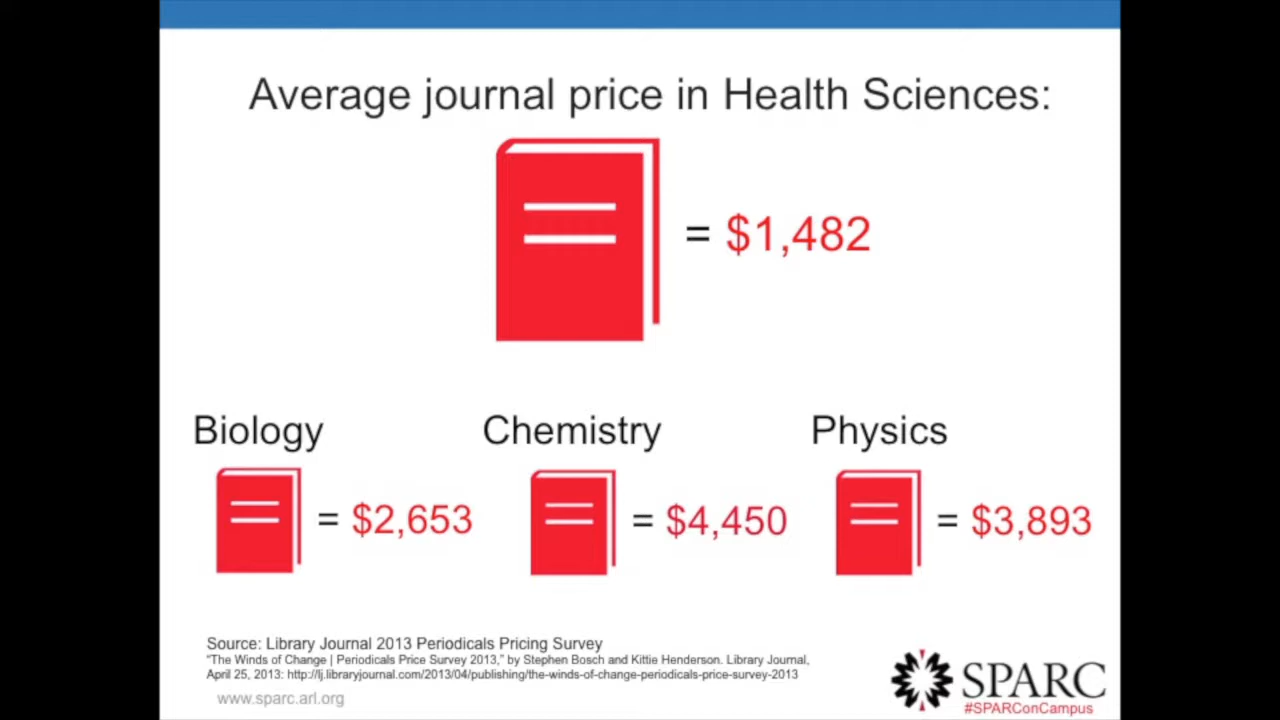 Average journal price in Health Sciences:
= $1,482
Biology
Chemistry
Physics
= $2,653
= $4,450
= $3,893
Source: Library Journal 2013 Periodicals Pricing Survey
"The Winds of Change | Periodicals Price Survey 2013," by Stephen Bosch and Kittie Henderson. Library Journal,
April 25, 2013: http://lj.libraryjournal.com/2013/04/publishing/the-winds-of-change-periodicals-price-survey-2013
www.sparc.arl.org
SPARC
#SPARConCampus